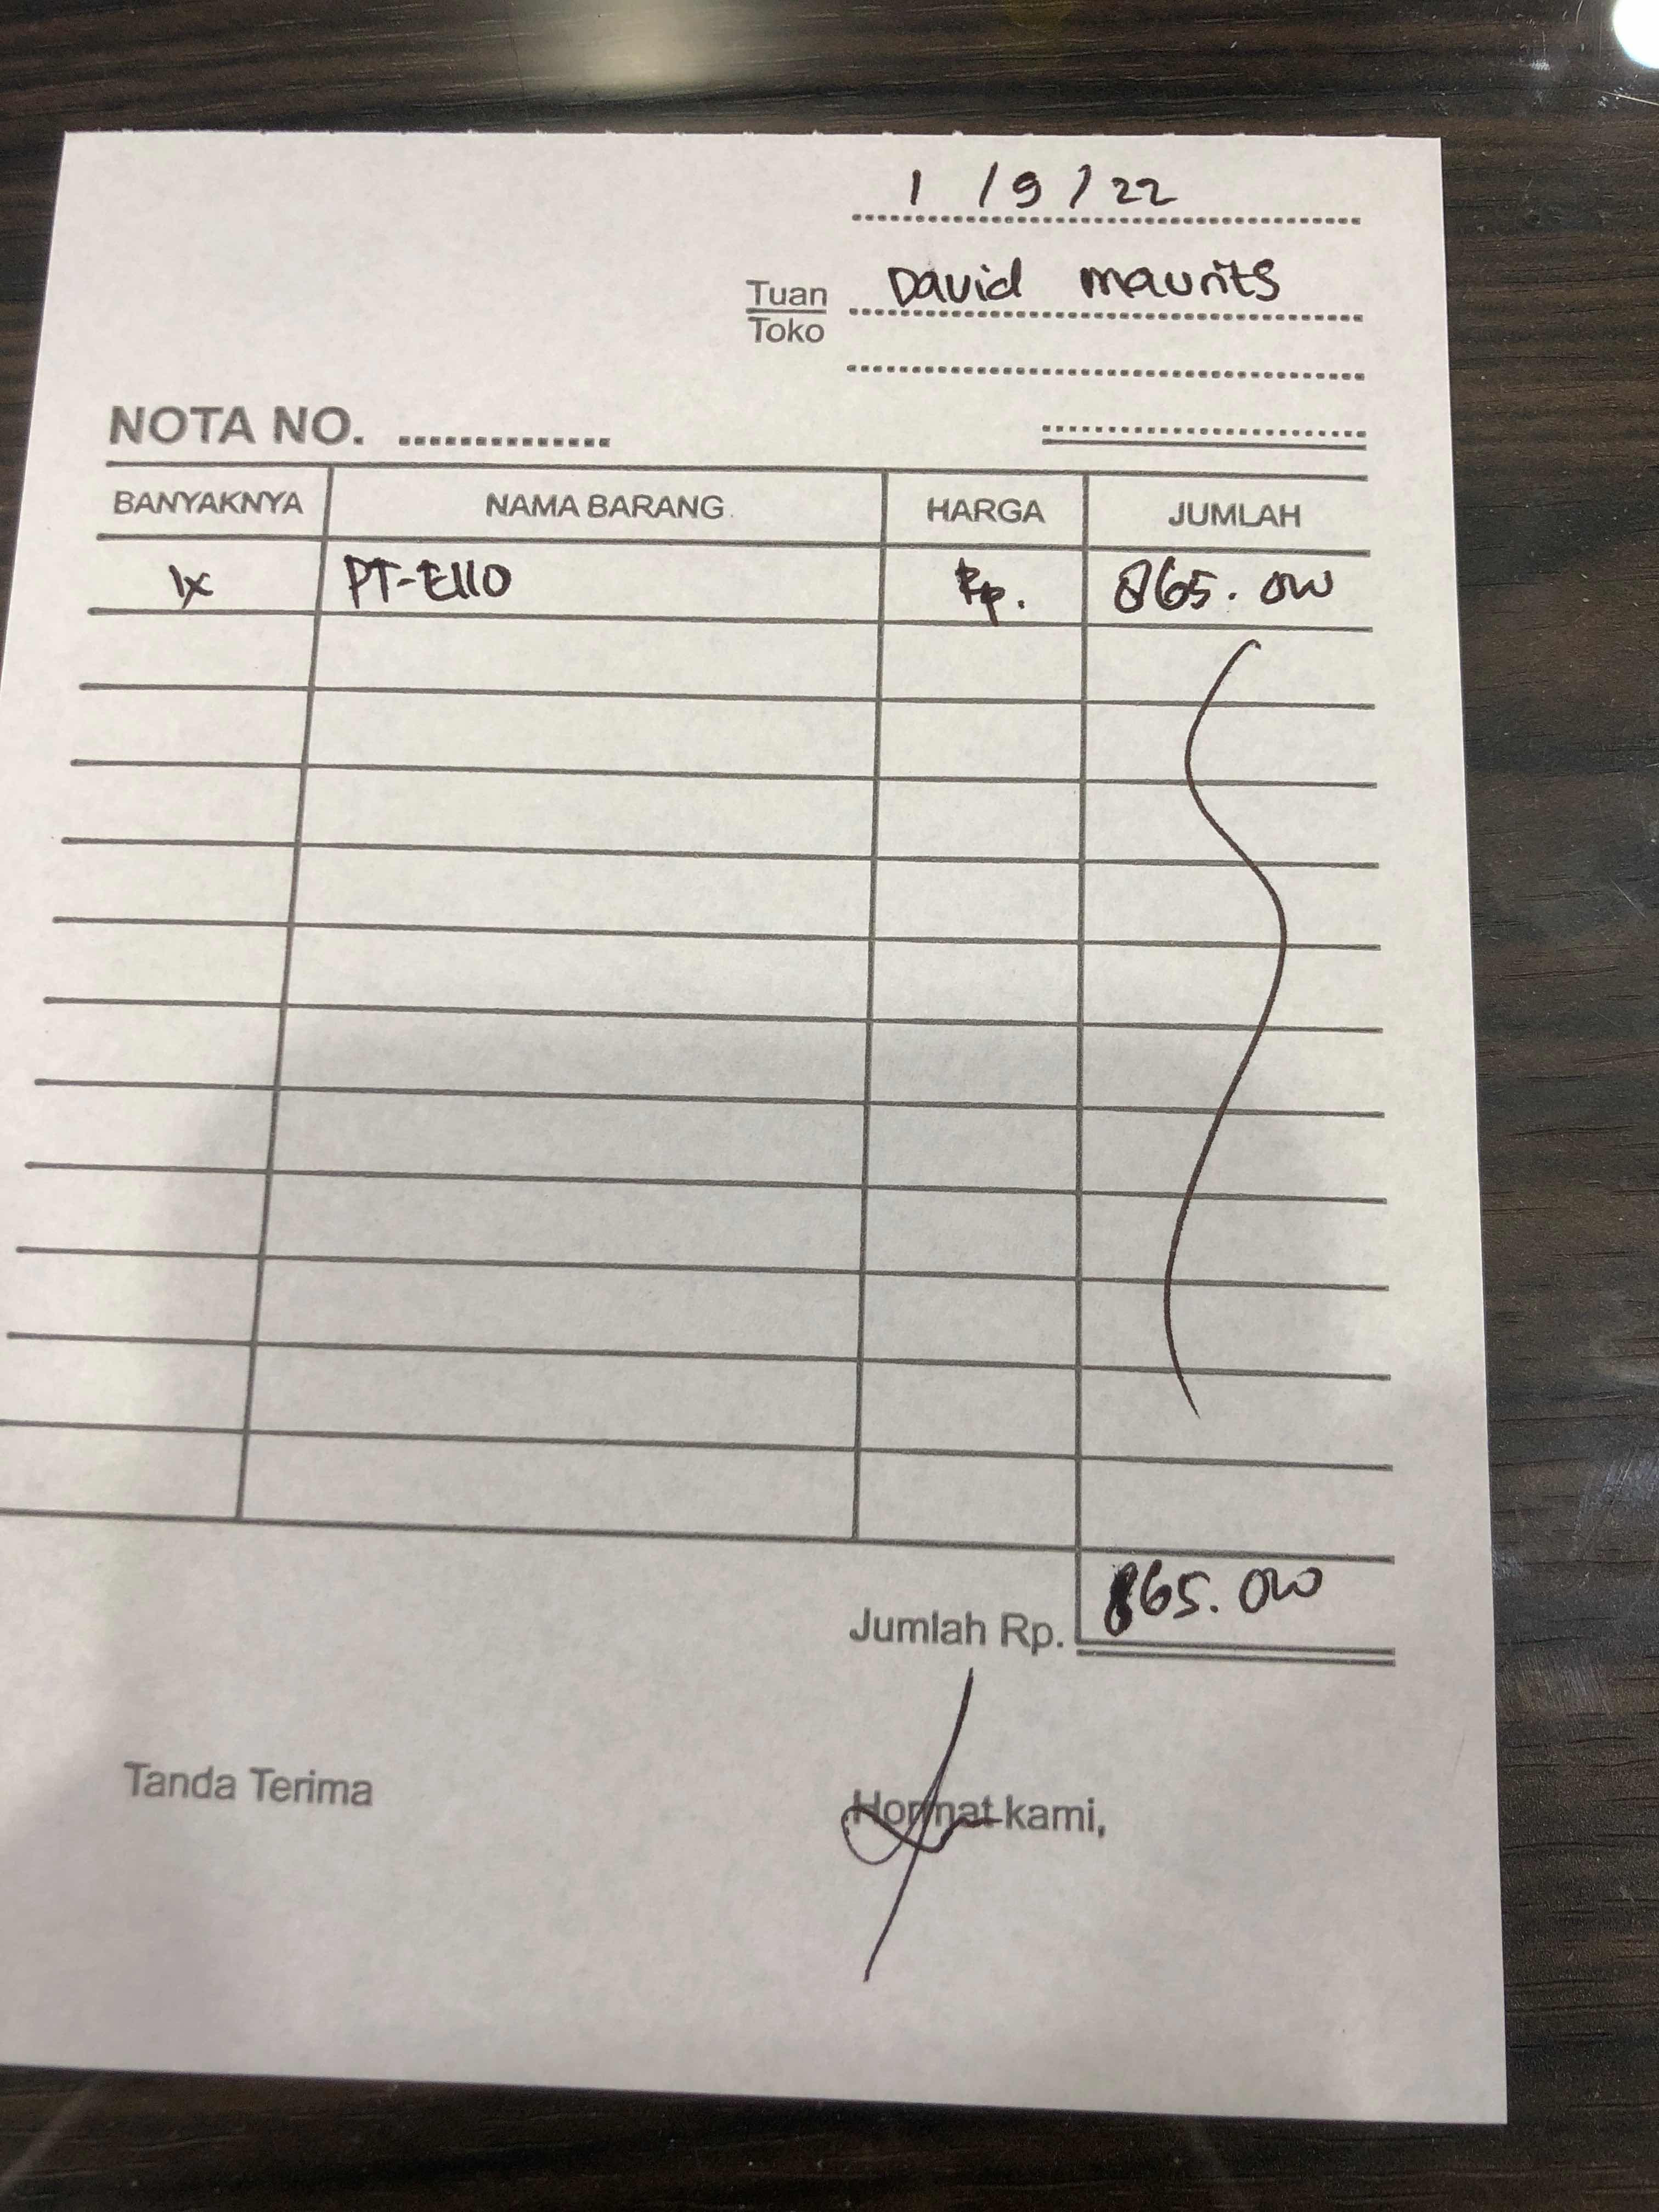 1 / 9 / 22
Tuan David Maurits
Toko
NOTA NO.
BANYAKNYA NAMA BARANG HARGA JUMLAH
1x PT-E110 Rp. 865.000
Jumlah Rp. 865.000
Tanda Terima Hormat kami,